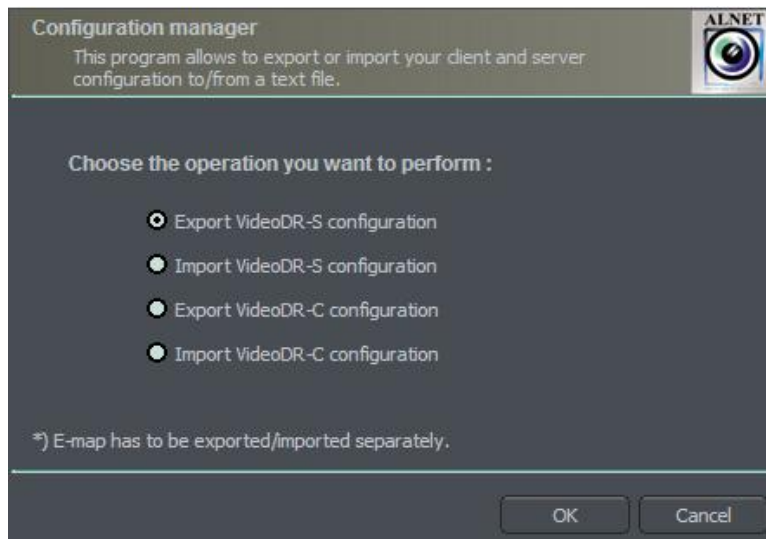 Configuration manager
This program allows to export or import your client and server
configuration to/from a text file.
ALNET
Choose the operation you want to perform :
Export VideoDR-S configuration
Import VideoDR-S configuration
Export VideoDR-C configuration
Import VideoDR-C configuration
*) E-map has to be exported/imported separately.
OK
Cancel